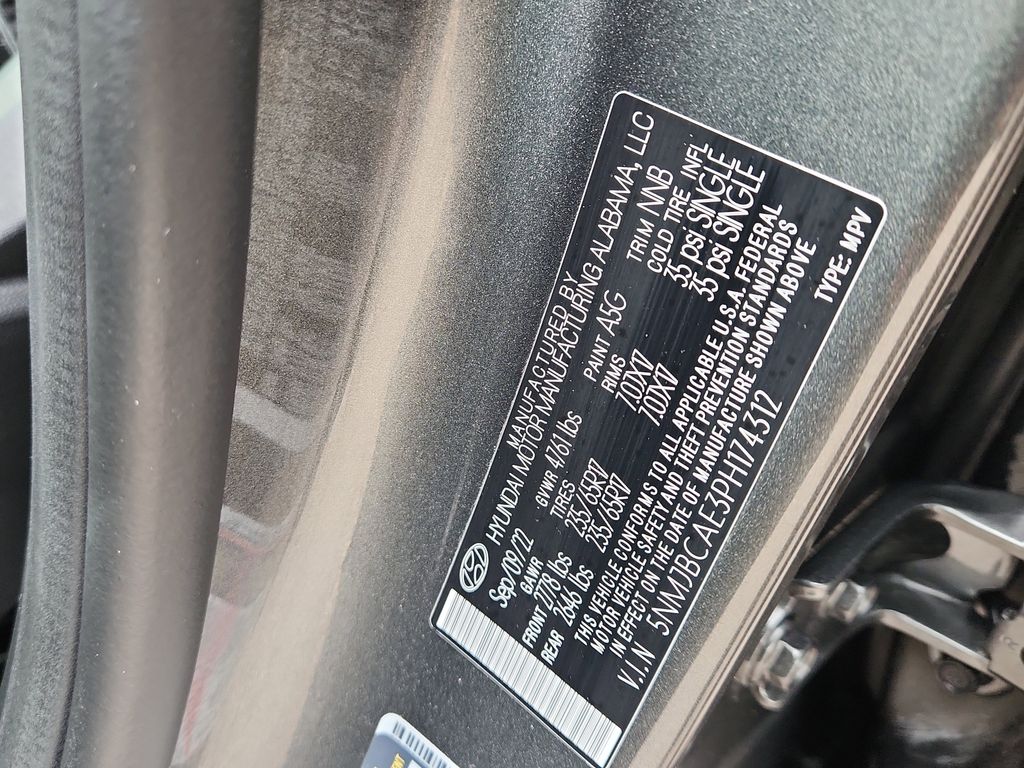 MANUFACTURED BY
HYUNDAI MOTOR MANUFACTURING ALABAMA, LLC
Sep/09/22 GVWR 4761 lbs PAINT A5G TRIM NNB
GAWR TIRES RIMS COLD TIRE INFL
FRONT 2778 lbs 235/65R17 7.0JX17 35 psi SINGLE
REAR 2646 lbs 235/65R17 7.0JX17 35 psi SINGLE
THIS VEHICLE CONFORMS TO ALL APPLICABLE U.S.A. FEDERAL
MOTOR VEHICLE SAFETY AND THEFT PREVENTION STANDARDS
IN EFFECT ON THE DATE OF MANUFACTURE SHOWN ABOVE
V.I.N 5NMJBCAE3PH174312 TYPE: MPV